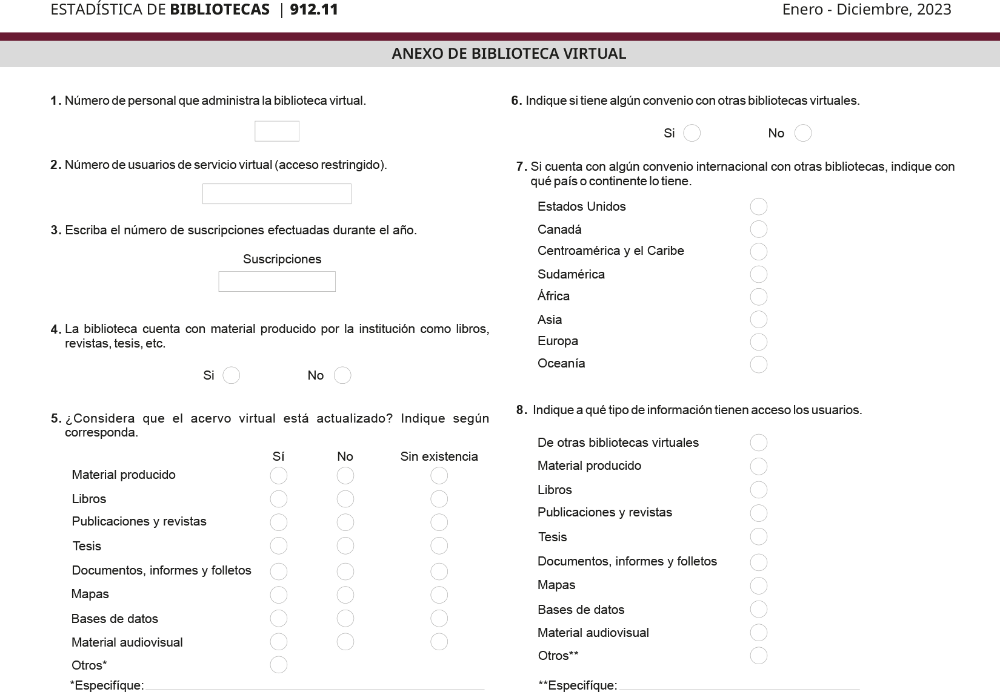 ESTADÍSTICA DE BIBLIOTECAS | 912.11
Enero - Diciembre, 2023
ANEXO DE BIBLIOTECA VIRTUAL
1. Número de personal que administra la biblioteca virtual.
2. Número de usuarios de servicio virtual (acceso restringido).
3. Escriba el número de suscripciones efectuadas durante el año.
Suscripciones
4. La biblioteca cuenta con material producido por la institución como libros,
revistas, tesis, etc.
Si No
5. ¿Considera que el acervo virtual está actualizado? Indique según
corresponda.
Sí No Sin existencia
Material producido
Libros
Publicaciones y revistas
Tesis
Documentos, informes y folletos
Mapas
Bases de datos
Material audiovisual
Otros*
*Especifíque:
6. Indique si tiene algún convenio con otras bibliotecas virtuales.
Si No
7. Si cuenta con algún convenio internacional con otras bibliotecas, indique con
qué país o continente lo tiene.
Estados Unidos
Canadá
Centroamérica y el Caribe
Sudamérica
África
Asia
Europa
Oceanía
8. Indique a qué tipo de información tienen acceso los usuarios.
De otras bibliotecas virtuales
Material producido
Libros
Publicaciones y revistas
Tesis
Documentos, informes y folletos
Mapas
Bases de datos
Material audiovisual
Otros**
**Especifíque: